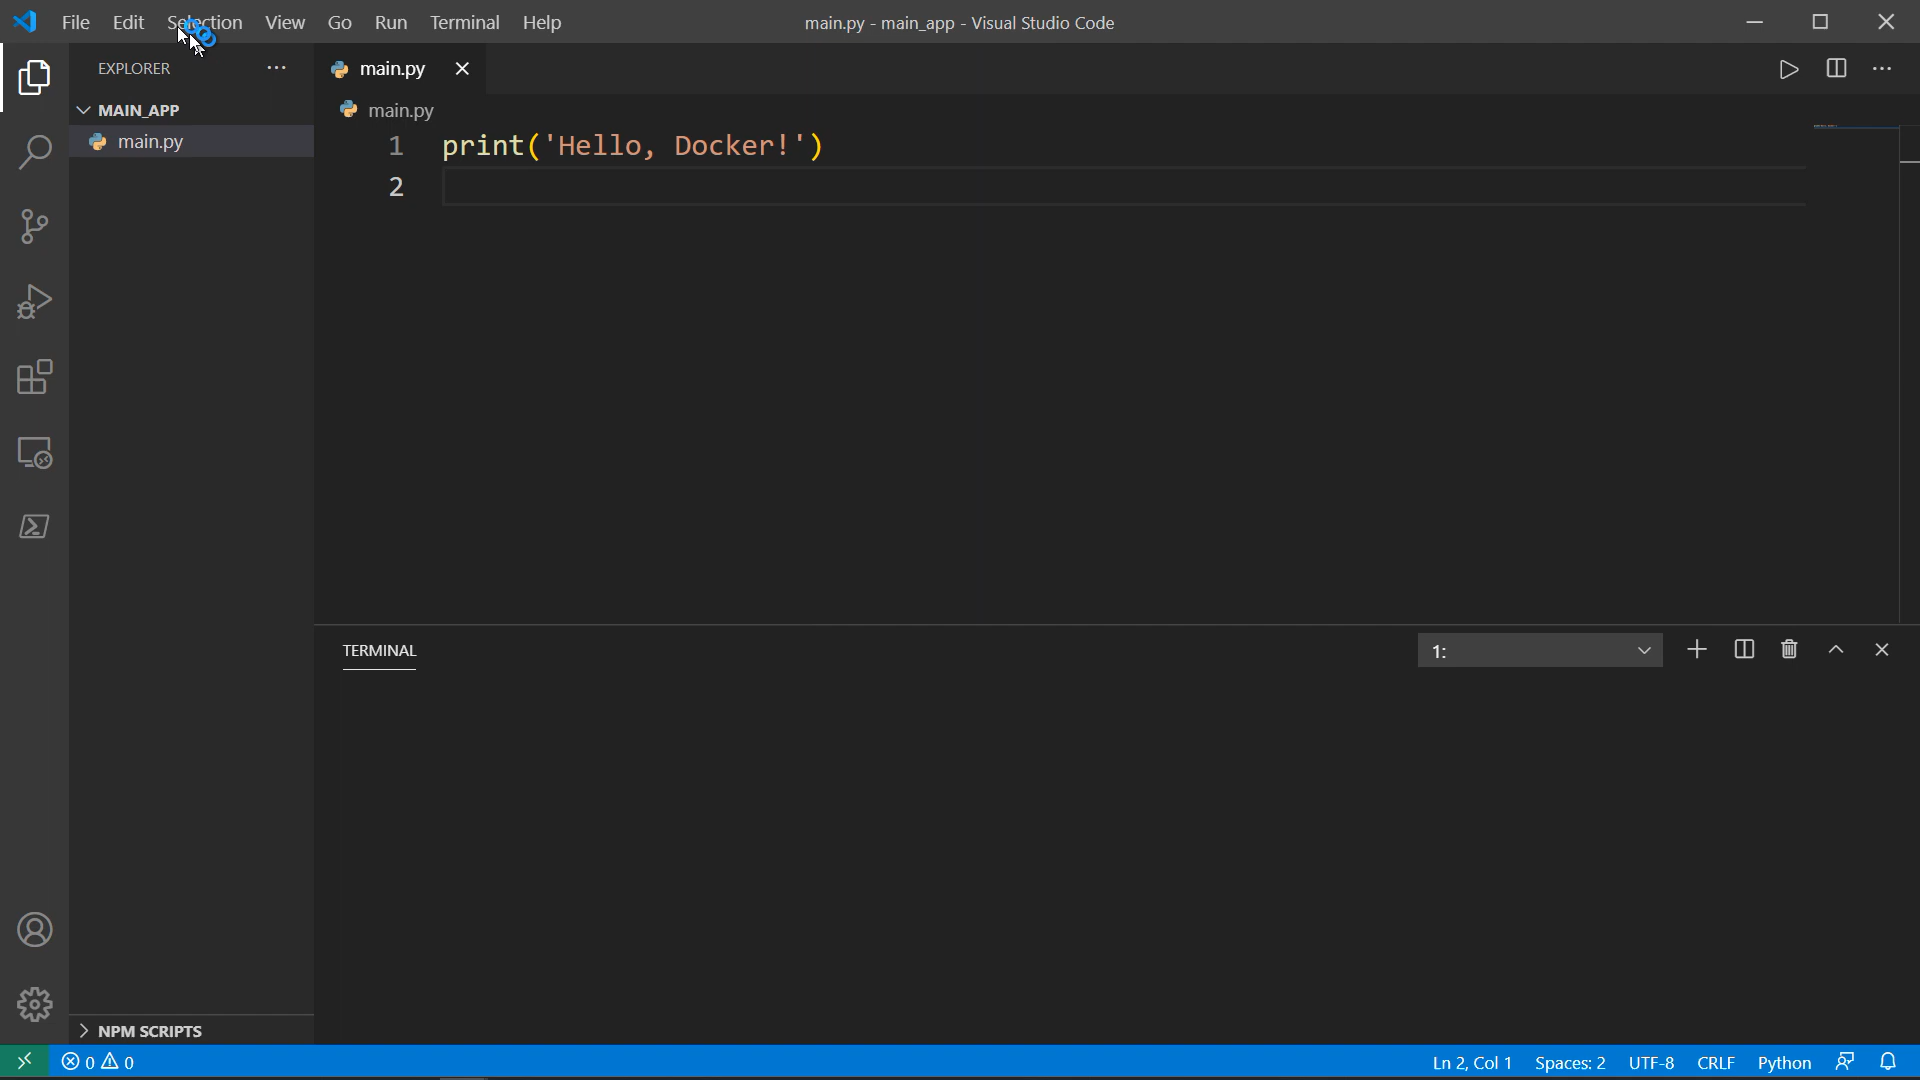 File Edit Selection View Go Run Terminal Help main.py - main_app - Visual Studio Code
EXPLORER
main.py
MAIN_APP
main.py
main.py
1 print('Hello, Docker!')
2
TERMINAL
1:
NPM SCRIPTS
0 0 Ln 2, Col 1 Spaces: 2 UTF-8 CRLF Python